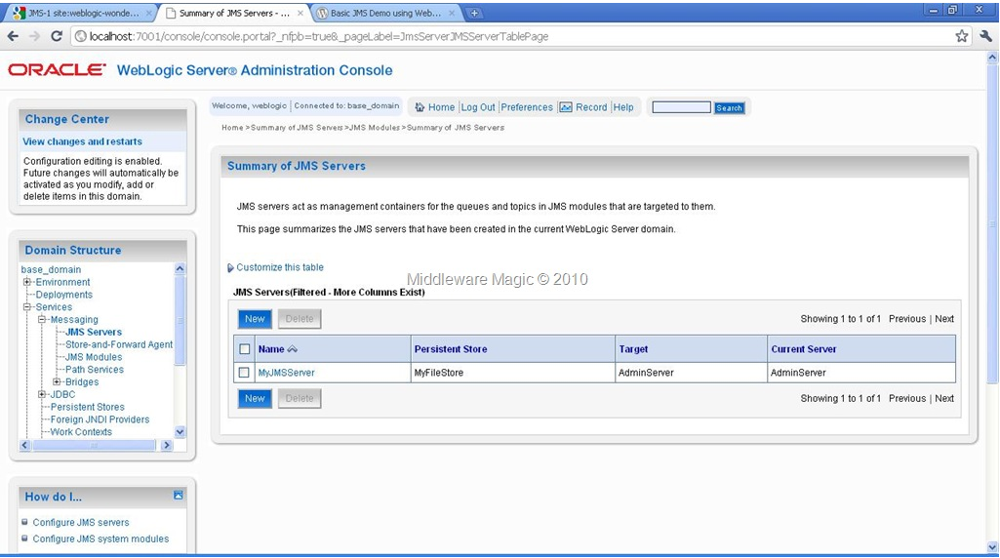 JMS-1 site:weblogic-wonde...
Summary of JMS Servers - ...
Basic JMS Demo using Web...
localhost:7001/console/console.portal?_nfpb=true&_pageLabel=JmsServerJMSServerTablePage
ORACLE® WebLogic Server® Administration Console
Change Center
View changes and restarts
Configuration editing is enabled.
Future changes will automatically be
activated as you modify, add or
delete items in this domain.
Domain Structure
base_domain
Environment
Deployments
Services
Messaging
JMS Servers
Store-and-Forward Agent
JMS Modules
Path Services
Bridges
JDBC
Persistent Stores
Foreign JNDI Providers
Work Contexts
How do I...
Configure JMS servers
Configure JMS system modules
Welcome, weblogic Connected to: base_domain
Home Log Out Preferences Record Help
Search
Home >Summary of JMS Servers >JMS Modules >Summary of JMS Servers
Summary of JMS Servers
JMS servers act as management containers for the queues and topics in JMS modules that are targeted to them.
This page summarizes the JMS servers that have been created in the current WebLogic Server domain.
Customize this table
Middleware Magic © 2010
JMS Servers(Filtered - More Columns Exist)
New Delete Showing 1 to 1 of 1 Previous | Next
Name Persistent Store Target Current Server
MyJMSServer MyFileStore AdminServer AdminServer
New Delete Showing 1 to 1 of 1 Previous | Next